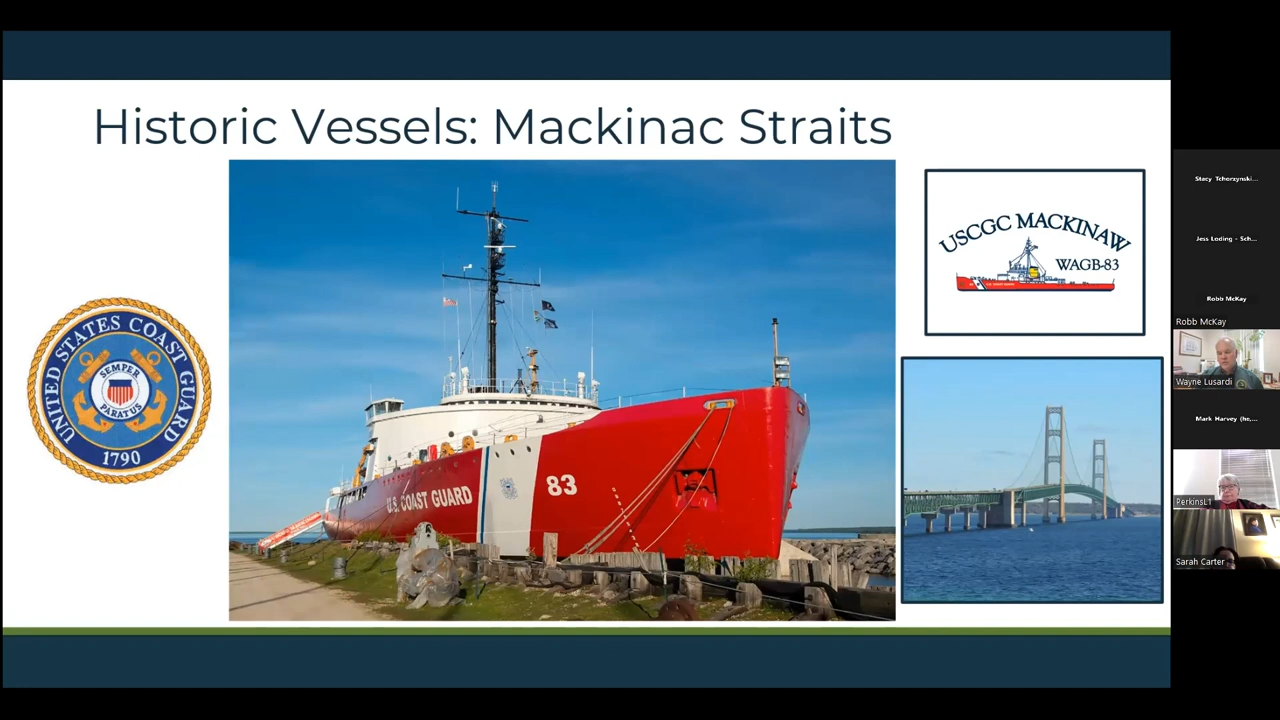 Historic Vessels: Mackinac Straits
UNITED STATES COAST GUARD
SEMPER
PARATUS
1790
U.S. COAST GUARD
83
USCGC MACKINAW
WAGB-83
Stacy Tchorzynski...
Jess Loding - Sch...
Robb McKay
Robb McKay
Wayne Lusardi
Mark Harvey (he,...
PerkinsL1
Sarah Carter